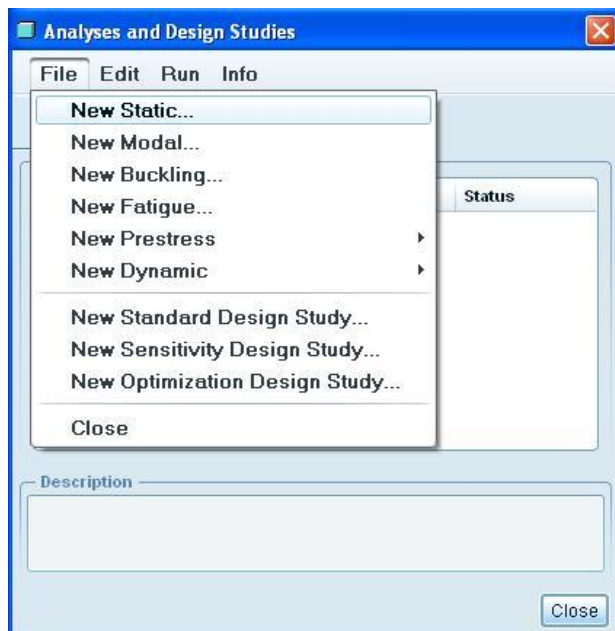 Analyses and Design Studies
File Edit Run Info
New Static...
New Modal...
New Buckling...
New Fatigue...
New Prestress
New Dynamic
New Standard Design Study...
New Sensitivity Design Study...
New Optimization Design Study...
Close
Status
Description
Close